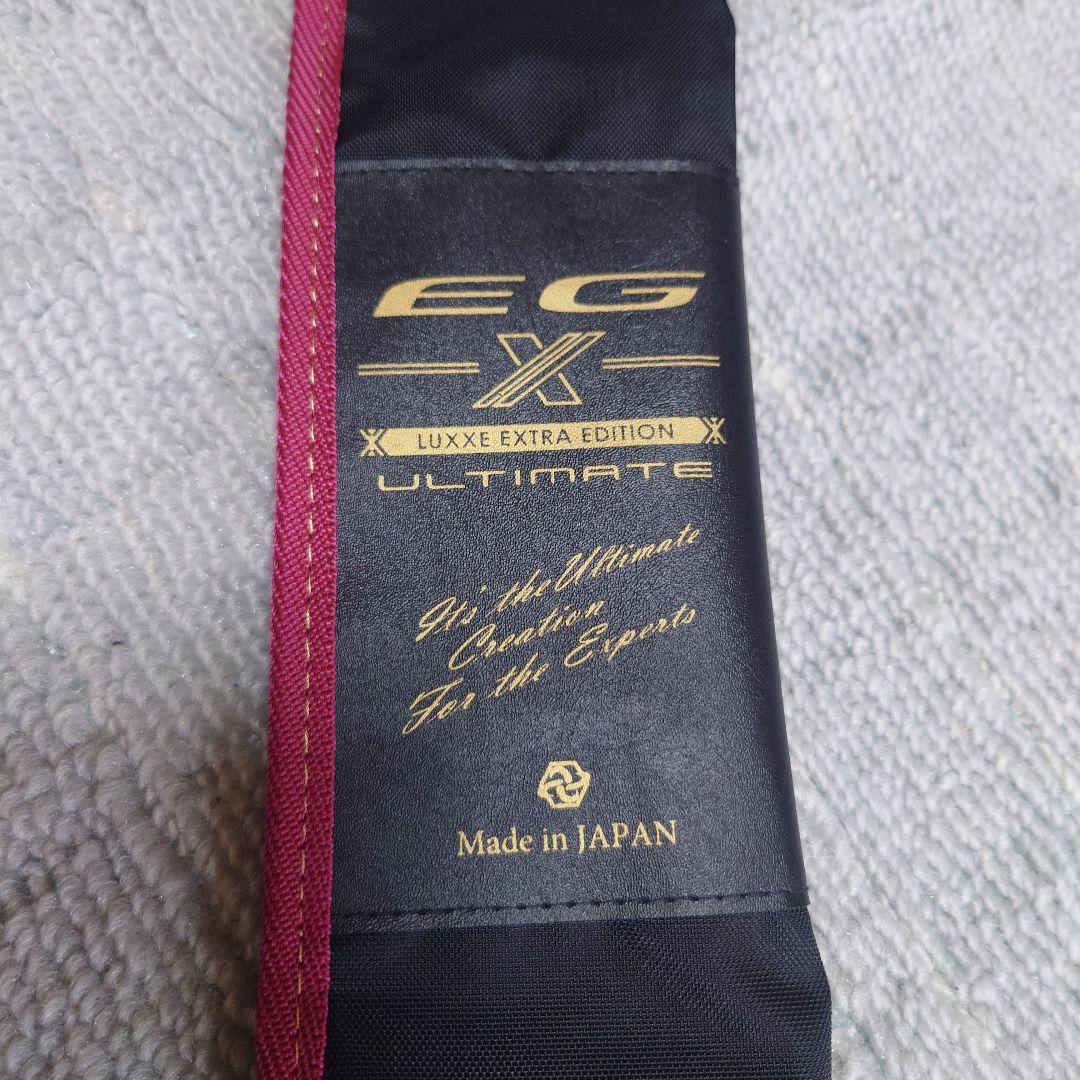 EG
X
LUXXE EXTRA EDITION
ULTIMATE
It's the Ultimate
Creation
For the Experts
Made in JAPAN